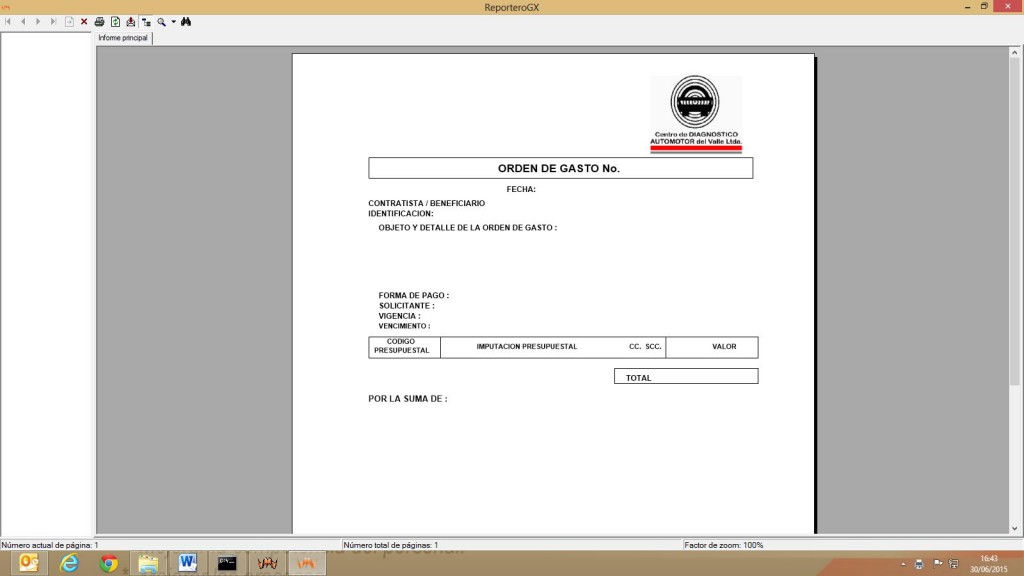 ReporteroGX
Informe principal
Centro de DIAGNOSTICO
AUTOMOTOR del Valle Ltda.
ORDEN DE GASTO No.
FECHA:
CONTRATISTA / BENEFICIARIO
IDENTIFICACION:
OBJETO Y DETALLE DE LA ORDEN DE GASTO :
FORMA DE PAGO :
SOLICITANTE :
VIGENCIA :
VENCIMIENTO :
CODIGO PRESUPUESTAL IMPUTACION PRESUPUESTAL CC. SCC. VALOR
TOTAL
POR LA SUMA DE :
Número actual de página: 1 Número total de páginas: 1 Factor de zoom: 100%
16:43
30/06/2015